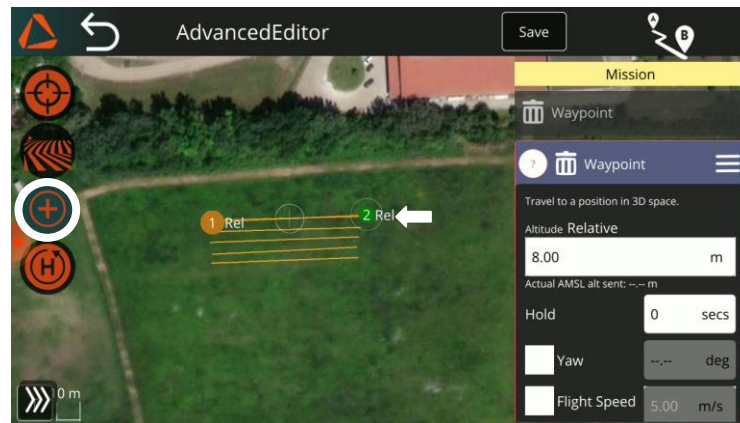 AdvancedEditor
Save
A
B
Mission
Waypoint
? Waypoint
Travel to a position in 3D space.
Altitude Relative
8.00 m
Actual AMSL alt sent: --.-- m
Hold 0 secs
Yaw --.-- deg
Flight Speed 5.00 m/s
1 Rel
2 Rel
H
10 m